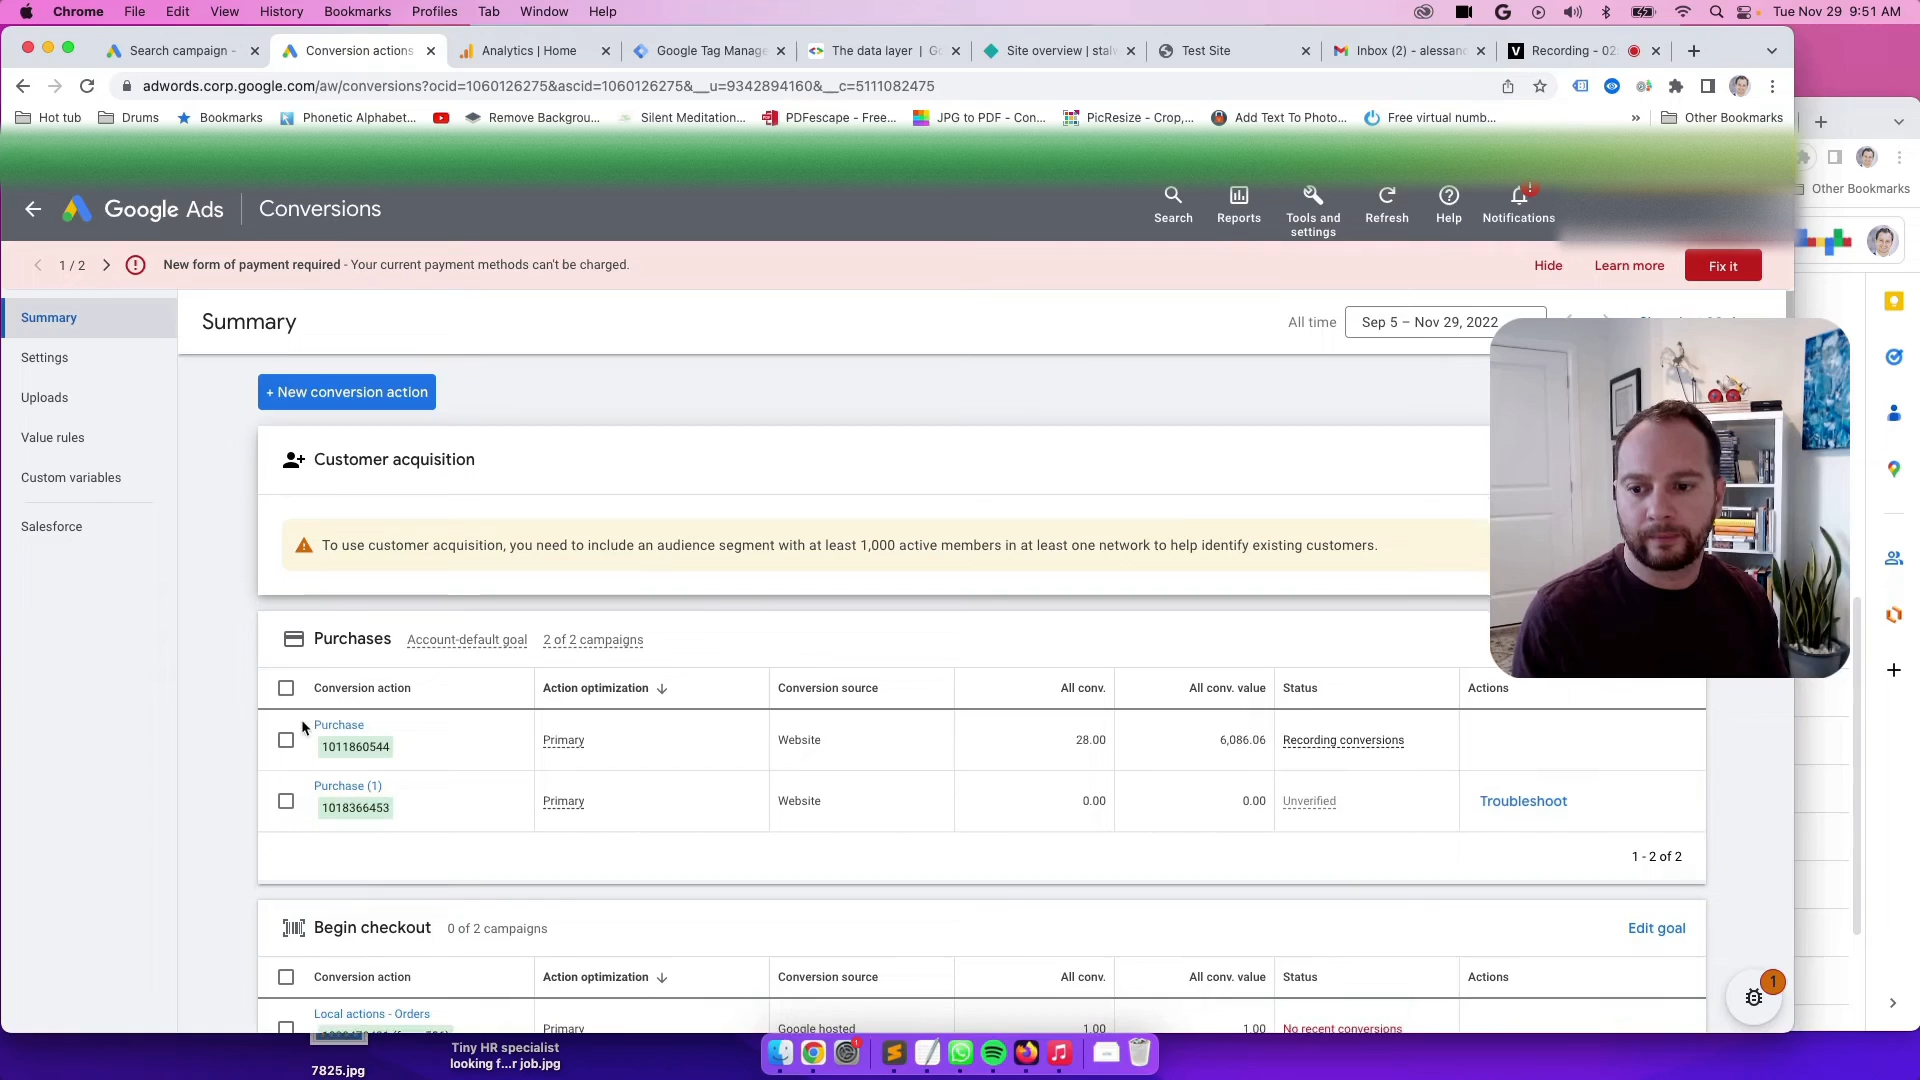 Chrome File Edit View History Bookmarks Profiles Tab Window Help Tue Nov 29 9:51 AM
Search campaign - Conversion actions Analytics | Home Google Tag Manage The data layer | Go Site overview | stal Test Site Inbox (2) - alessan Recording - 02
adwords.corp.google.com/aw/conversions?ocid=1060126275&ascid=1060126275&__u=9342894160&__c=5111082475
Hot tub Drums Bookmarks Phonetic Alphabet... Remove Backgrou... Silent Meditation... PDFescape - Free... JPG to PDF - Con... PicResize - Crop,... Add Text To Photo... Free virtual numb... » Other Bookmarks
Other Bookmarks
Google Ads Conversions
Search Reports Tools and settings Refresh Help Notifications
1 / 2 New form of payment required - Your current payment methods can't be charged. Hide Learn more Fix it
Summary
Settings
Uploads
Value rules
Custom variables
Salesforce
Summary All time Sep 5 – Nov 29, 2022
+ New conversion action
Customer acquisition
To use customer acquisition, you need to include an audience segment with at least 1,000 active members in at least one network to help identify existing customers.
Purchases Account-default goal 2 of 2 campaigns
Conversion action Action optimization Conversion source All conv. All conv. value Status Actions
Purchase
1011860544 Primary Website 28.00 6,086.06 Recording conversions
Purchase (1)
1018366453 Primary Website 0.00 0.00 Unverified Troubleshoot
1 - 2 of 2
Begin checkout 0 of 2 campaigns Edit goal
Conversion action Action optimization Conversion source All conv. All conv. value Status Actions
Local actions - Orders
Primary Google hosted 1.00 1.00 No recent conversions
1
7825.jpg
Tiny HR specialist
looking f...r job.jpg